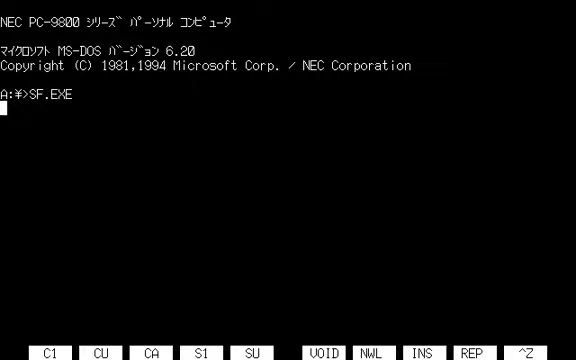 NEC PC-9800 ｼﾘｰｽﾞ ﾊﾟｰｿﾅﾙ ｺﾝﾋﾟｭｰﾀ
ﾏｲｸﾛｿﾌﾄ MS-DOS ﾊﾞｰｼﾞｮﾝ 6.20
Copyright (C) 1981,1994 Microsoft Corp. / NEC Corporation
A:¥>SF.EXE
C1 CU CA S1 SU VOID NWL INS REP ^Z